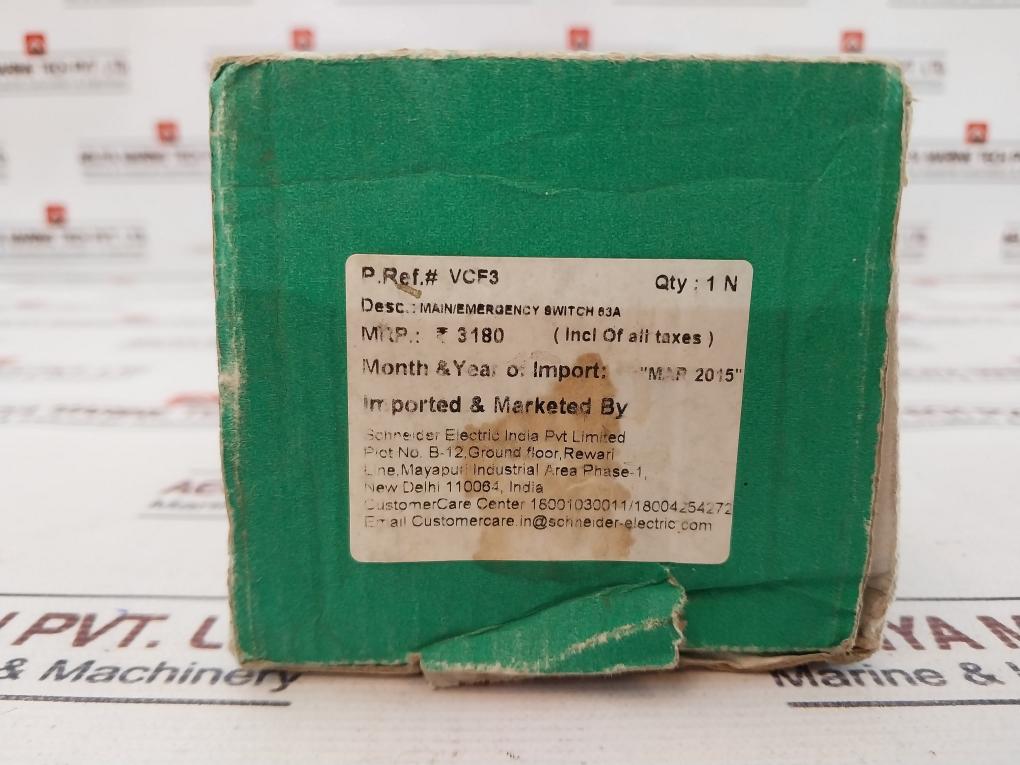 P.Ref.# VCF3 Qty : 1 N
Desc.: MAIN/EMERGENCY SWITCH 63A
MRP.: ₹ 3180 ( Incl Of all taxes )
Month &Year of Import: "MAR 2015"
Imported & Marketed By
Schneider Electric India Pvt Limited
Plot No. B-12,Ground floor,Rewari
Line,Mayapuri Industrial Area Phase-1,
New Delhi 110064, India
CustomerCare Center 18001030011/18004254272
Email Customercare.in@schneider-electric.com
PVT. L
& Machinery
YA M
Marine &